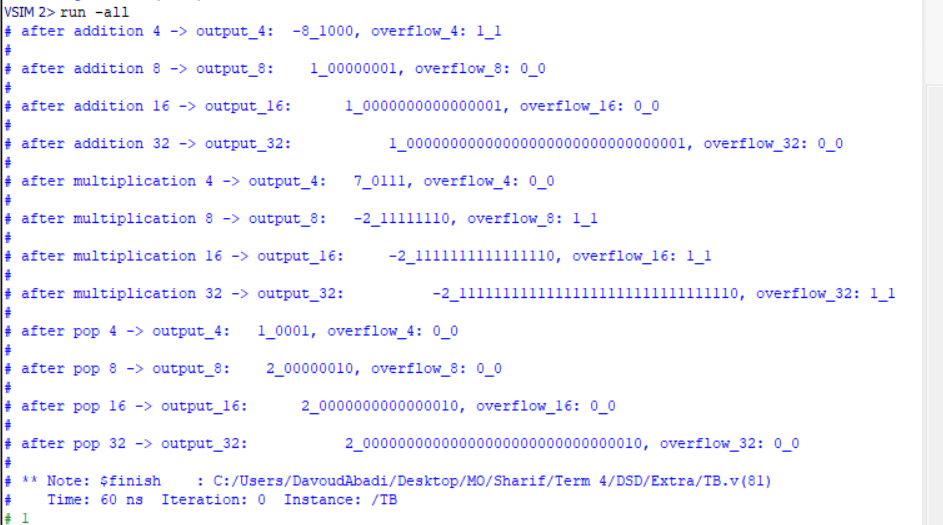 VSIM 2> run -all
# after addition 4 -> output_4:  -8_1000, overflow_4: 1_1
#
# after addition 8 -> output_8:    1_00000001, overflow_8: 0_0
#
# after addition 16 -> output_16:      1_0000000000000001, overflow_16: 0_0
#
# after addition 32 -> output_32:           1_00000000000000000000000000000001, overflow_32: 0_0
#
# after multiplication 4 -> output_4:   7_0111, overflow_4: 0_0
#
# after multiplication 8 -> output_8:   -2_11111110, overflow_8: 1_1
#
# after multiplication 16 -> output_16:     -2_1111111111111110, overflow_16: 1_1
#
# after multiplication 32 -> output_32:          -2_11111111111111111111111111111110, overflow_32: 1_1
#
# after pop 4 -> output_4:   1_0001, overflow_4: 0_0
#
# after pop 8 -> output_8:    2_00000010, overflow_8: 0_0
#
# after pop 16 -> output_16:      2_0000000000000010, overflow_16: 0_0
#
# after pop 32 -> output_32:           2_00000000000000000000000000000010, overflow_32: 0_0
#
# ** Note: $finish    : C:/Users/DavoudAbadi/Desktop/MO/Sharif/Term 4/DSD/Extra/TB.v(81)
#    Time: 60 ns  Iteration: 0  Instance: /TB
# 1